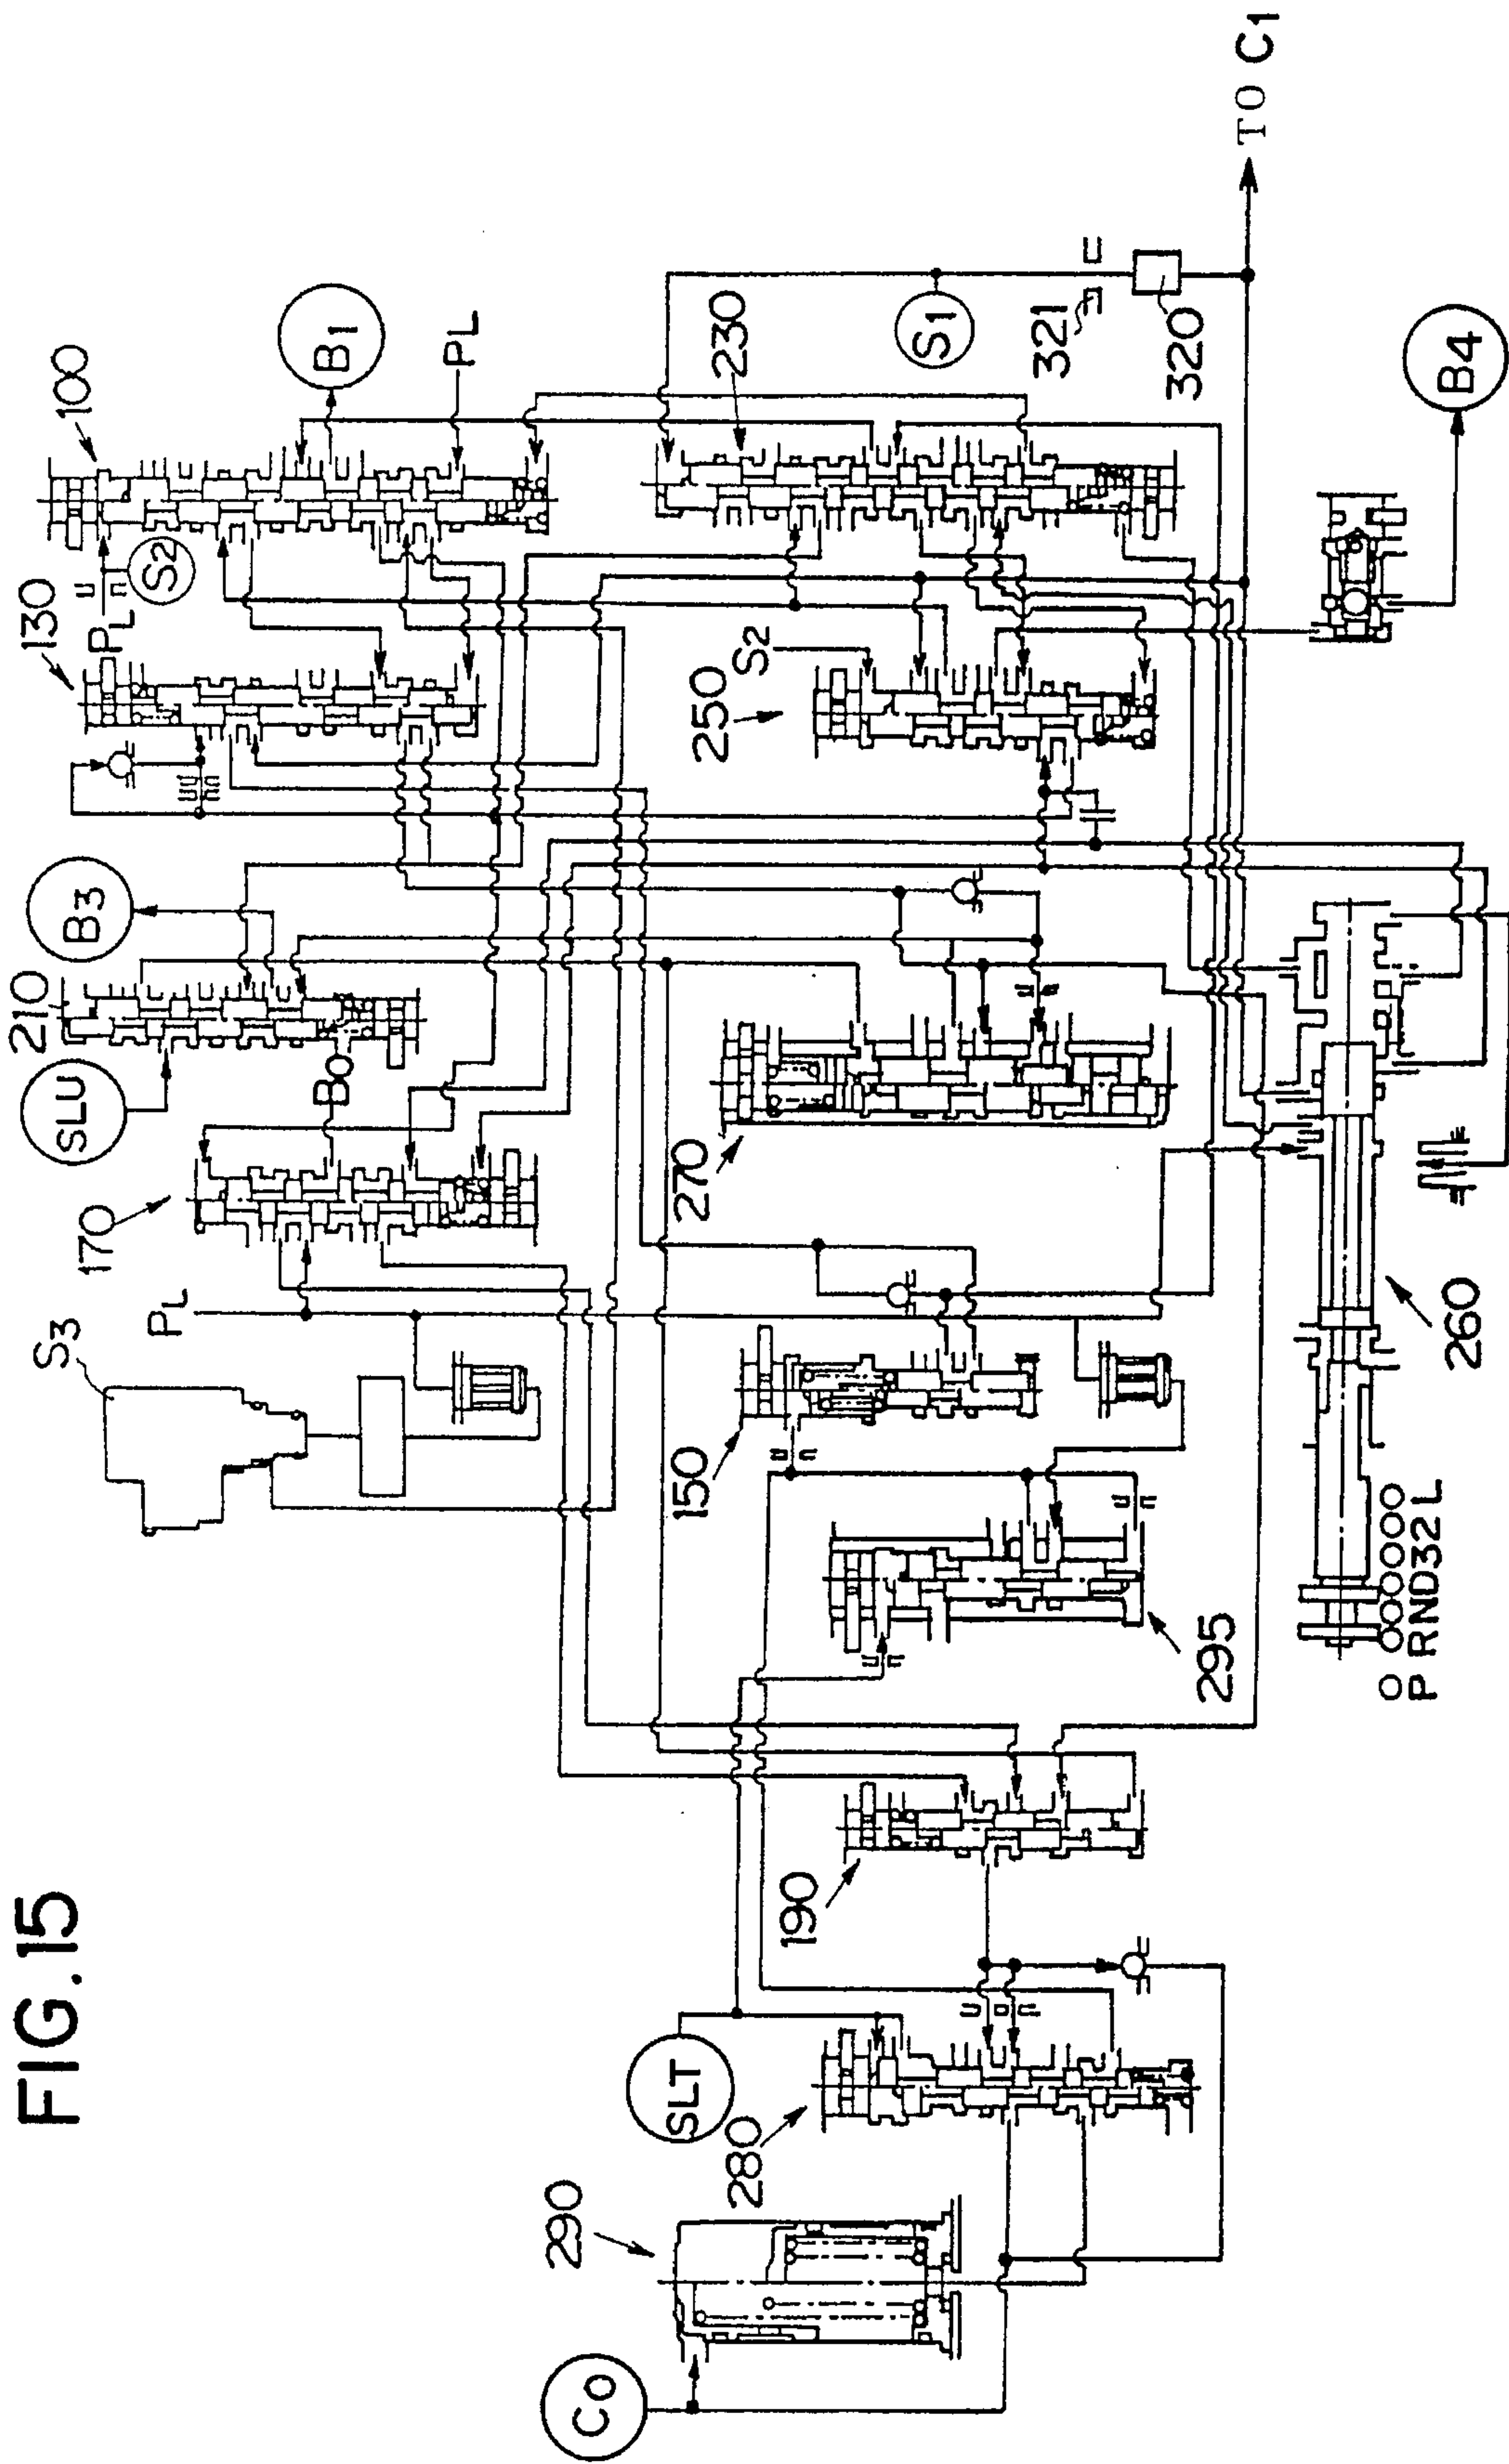 FIG.15
C0
290
280
SLT
190
295
150
S3
PL
170
SLU
210
B0
B3
270
130
PL
S2
100
B1
PL
250
S2
230
S1
321
320
TO C1
B4
260
P R N D 3 2 L